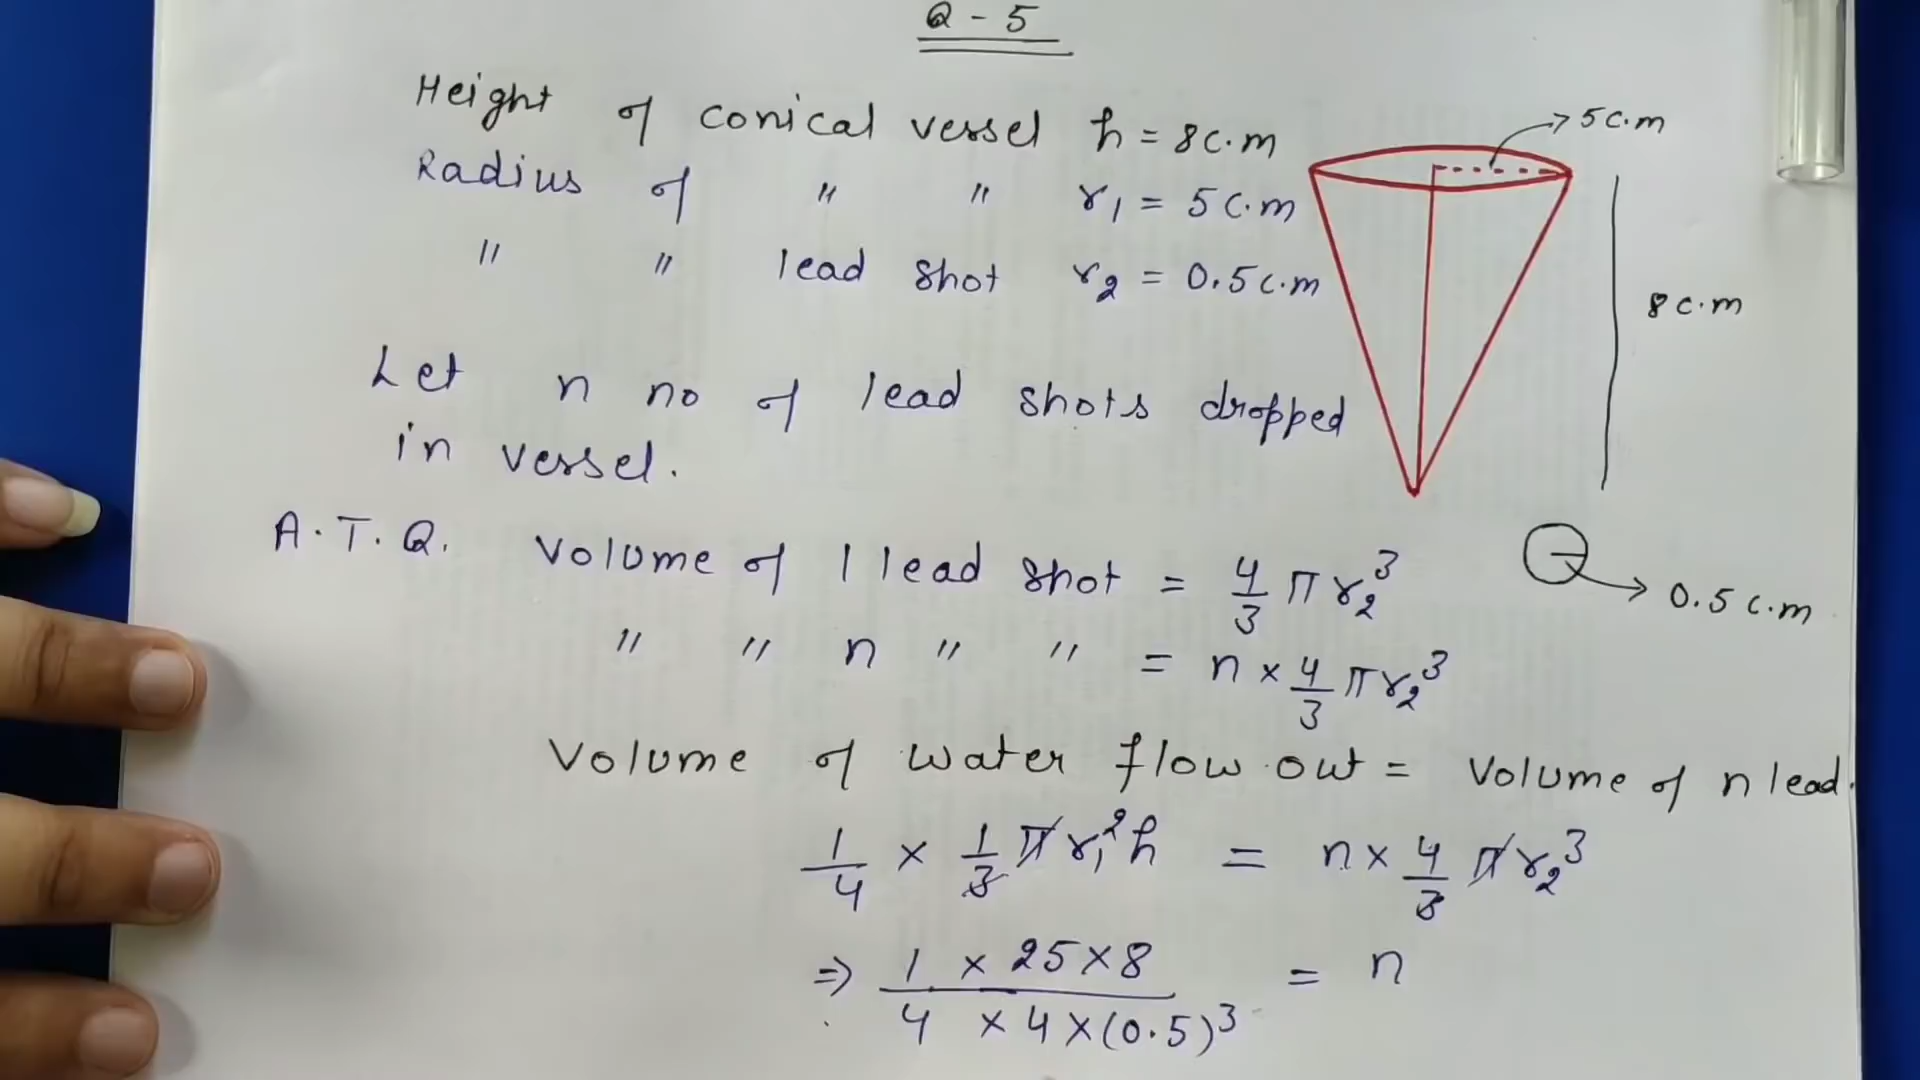 Q - 5
Height of conical vessel h = 8c.m
Radius of " " r₁ = 5c.m
" " lead shot r₂ = 0.5c.m
5c.m
8c.m
Let n no of lead shots dropped
in vessel.
A.T.Q. Volume of 1 lead shot = 4/3 πr₂³
0.5c.m
" " n " " = n × 4/3 πr₂³
Volume of water flow out = Volume of n lead.
1/4 × 1/3 πr₁²h = n × 4/3 πr₂³
⇒ 1 × 25×8 / 4 × 4×(0.5)³ = n